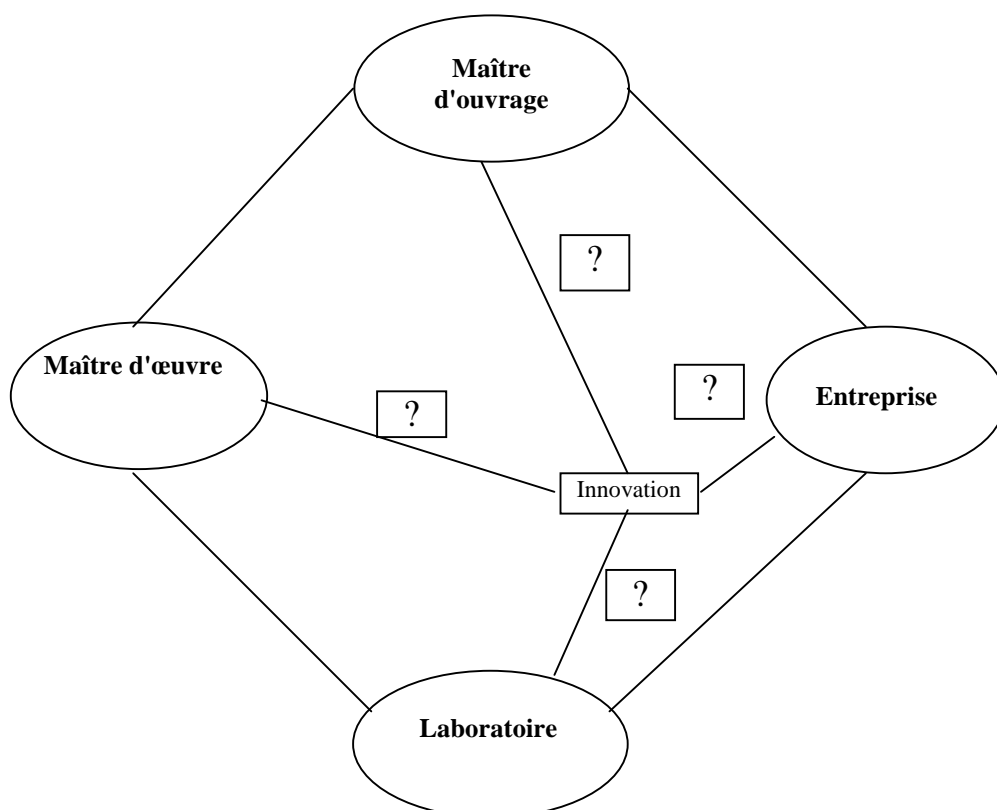 Maître
d'ouvrage
?
?
Maître d'œuvre
?
Entreprise
Innovation
?
Laboratoire